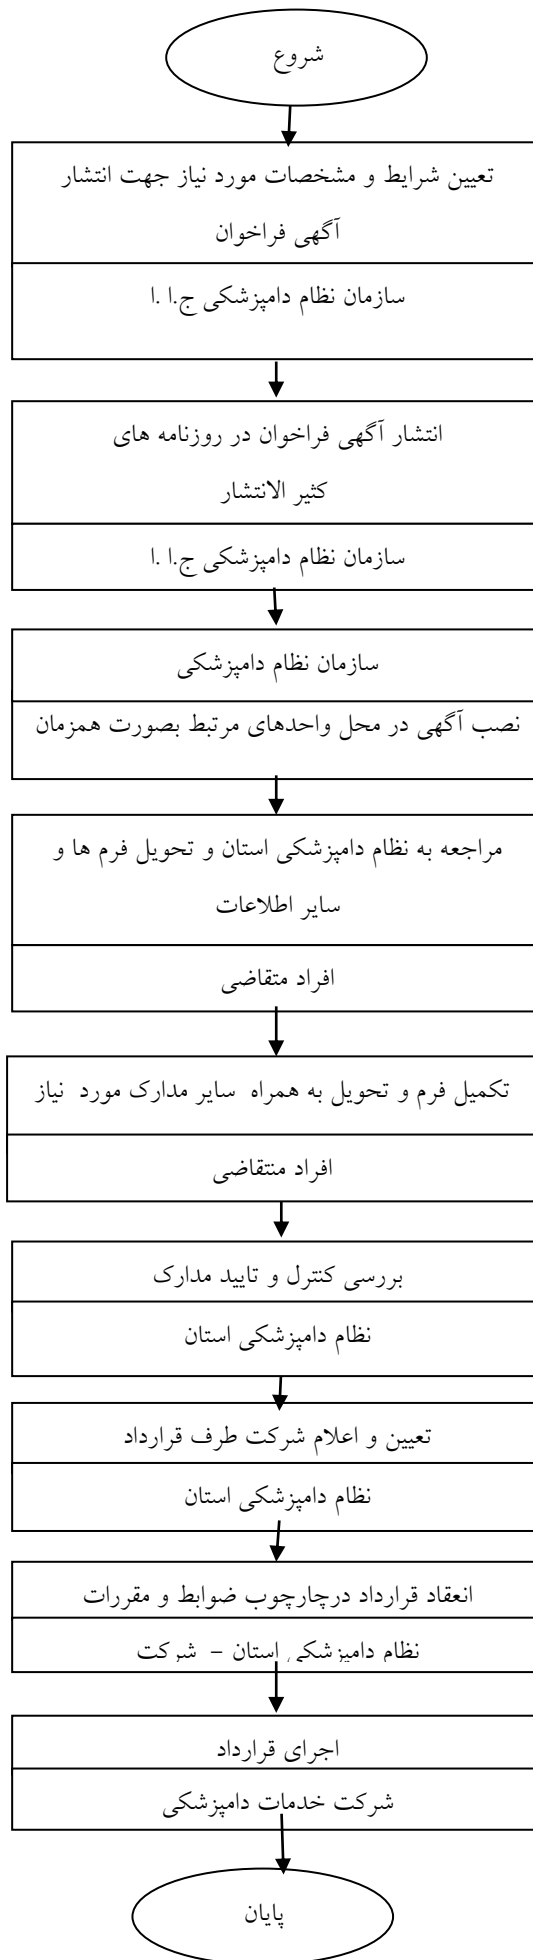 شروع
تعیین شرایط و مشخصات مورد نیاز جهت انتشار
آگهی فراخوان
سازمان نظام دامپزشکی ج.ا .ا
انتشار آگهی فراخوان در روزنامه های
کثیر الانتشار
سازمان نظام دامپزشکی ج.ا .ا
سازمان نظام دامپزشکی
نصب آگهی در محل واحدهای مرتبط بصورت همزمان
مراجعه به نظام دامپزشکی استان و تحویل فرم ها و
سایر اطلاعات
افراد متقاضی
تکمیل فرم و تحویل به همراه سایر مدارک مورد نیاز
افراد منتقاضی
بررسی کنترل و تایید مدارک
نظام دامپزشکی استان
تعیین و اعلام شرکت طرف قرارداد
نظام دامپزشکی استان
انعقاد قرارداد درچارچوب ضوابط و مقررات
نظام دامپزشکی استان – شرکت
اجرای قرارداد
شرکت خدمات دامپزشکی
پایان